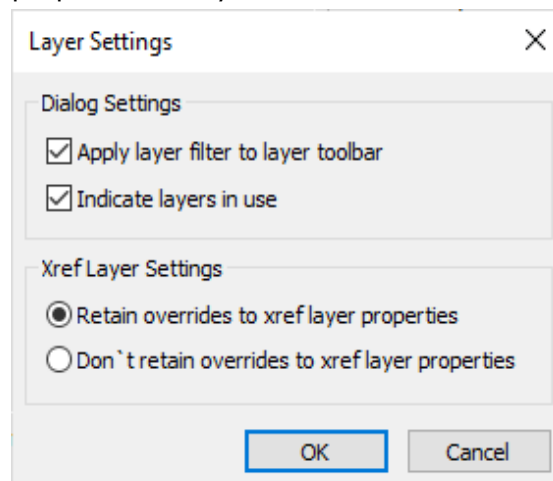 Layer Settings
Dialog Settings
Apply layer filter to layer toolbar
Indicate layers in use
Xref Layer Settings
Retain overrides to xref layer properties
Don`t retain overrides to xref layer properties
OK Cancel